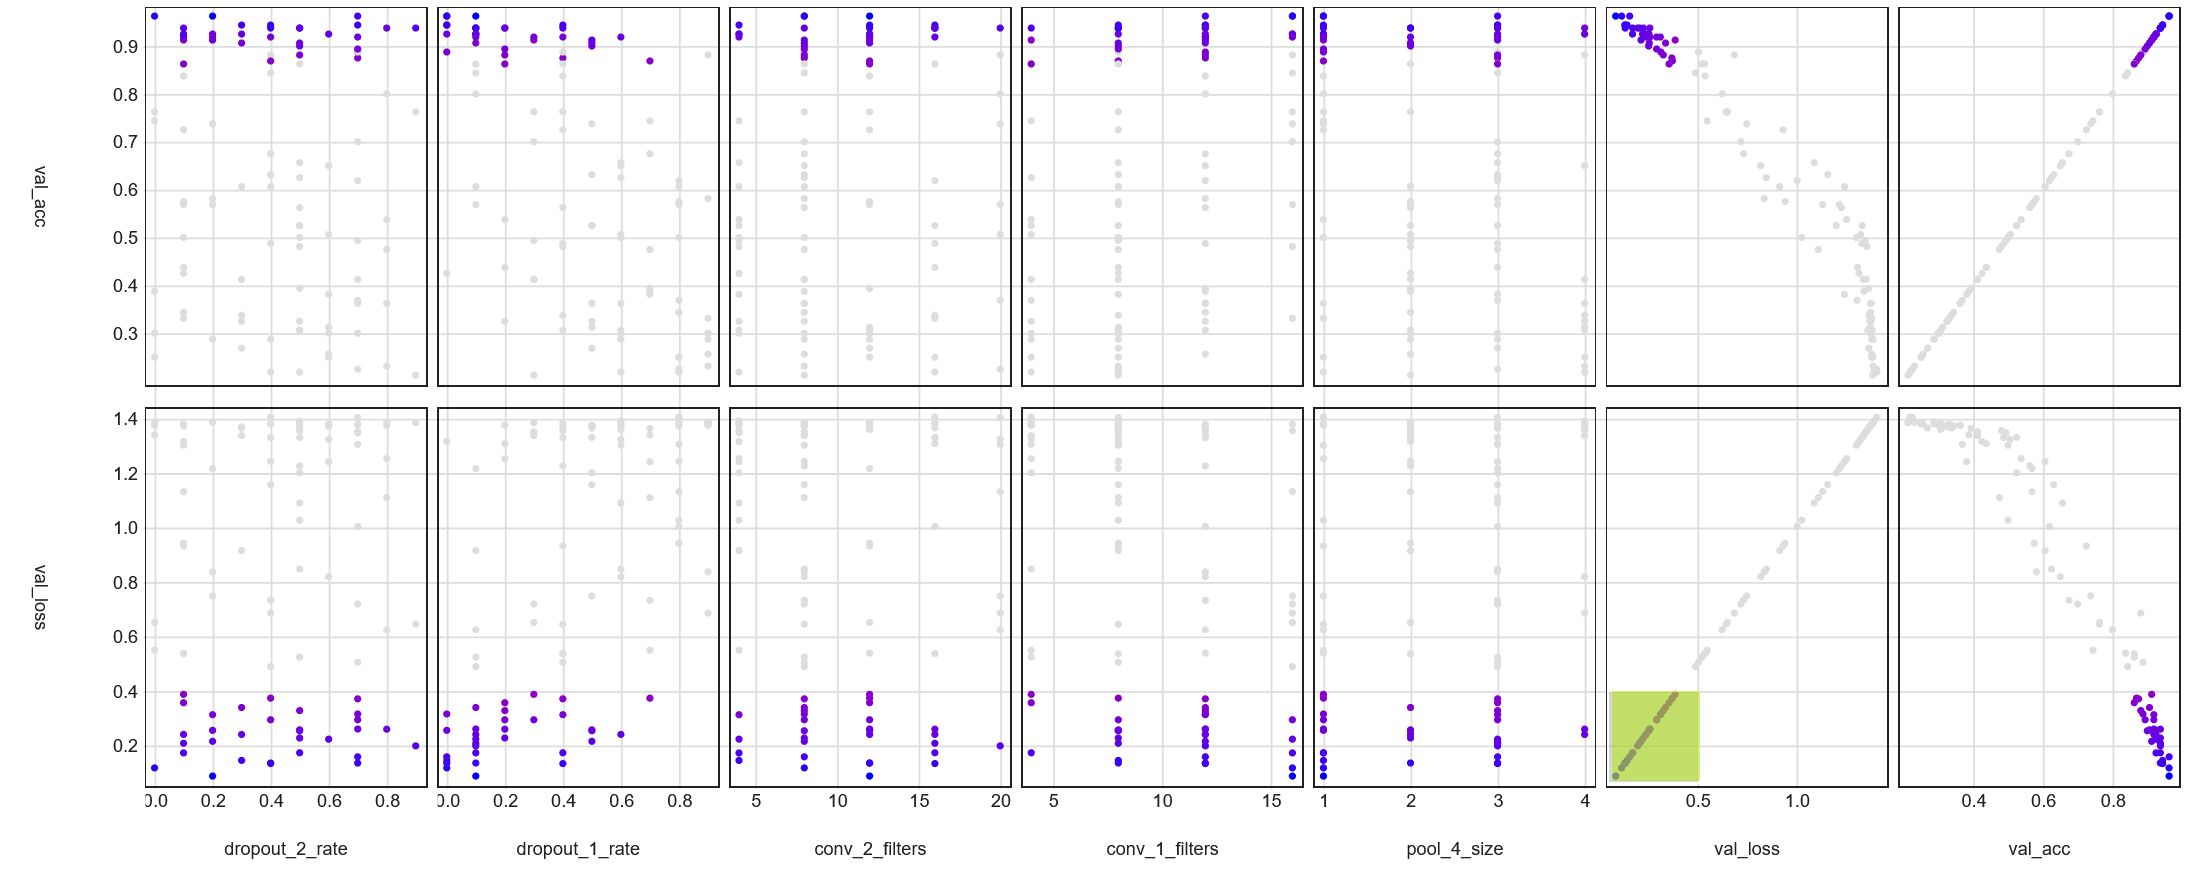 val_acc
0.9
0.8
0.7
0.6
0.5
0.4
0.3
val_loss
1.4
1.2
1.0
0.8
0.6
0.4
0.2
0.0 0.2 0.4 0.6 0.8
0.0 0.2 0.4 0.6 0.8
5 10 15 20
5 10 15
1 2 3 4
0.5 1.0
0.4 0.6 0.8
dropout_2_rate
dropout_1_rate
conv_2_filters
conv_1_filters
pool_4_size
val_loss
val_acc